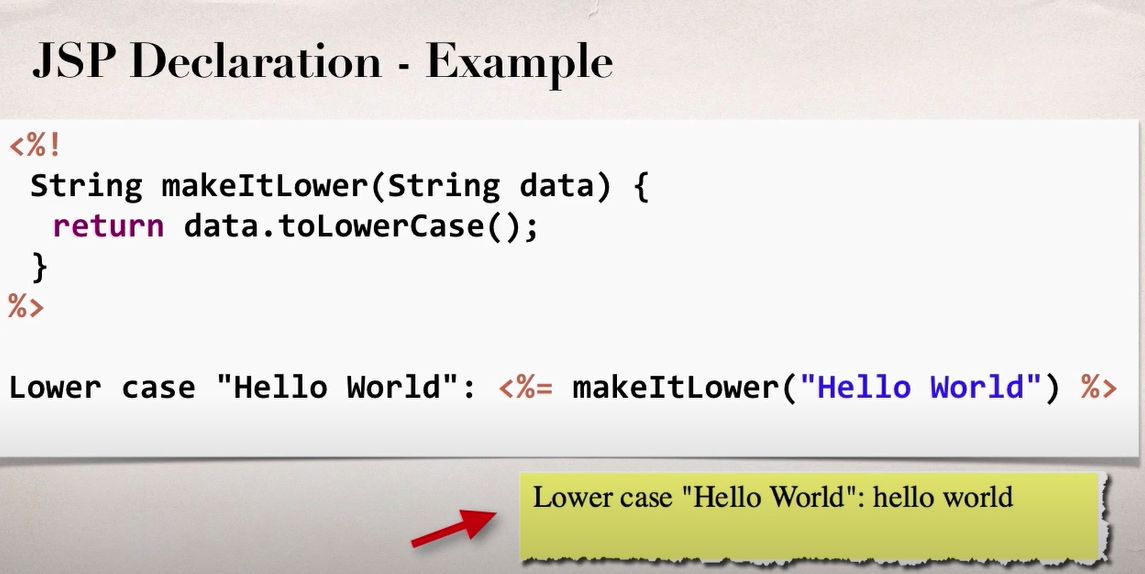 JSP Declaration - Example
<%!
String makeItLower(String data) {
return data.toLowerCase();
}
%>
Lower case "Hello World": <%= makeItLower("Hello World") %>
Lower case "Hello World": hello world